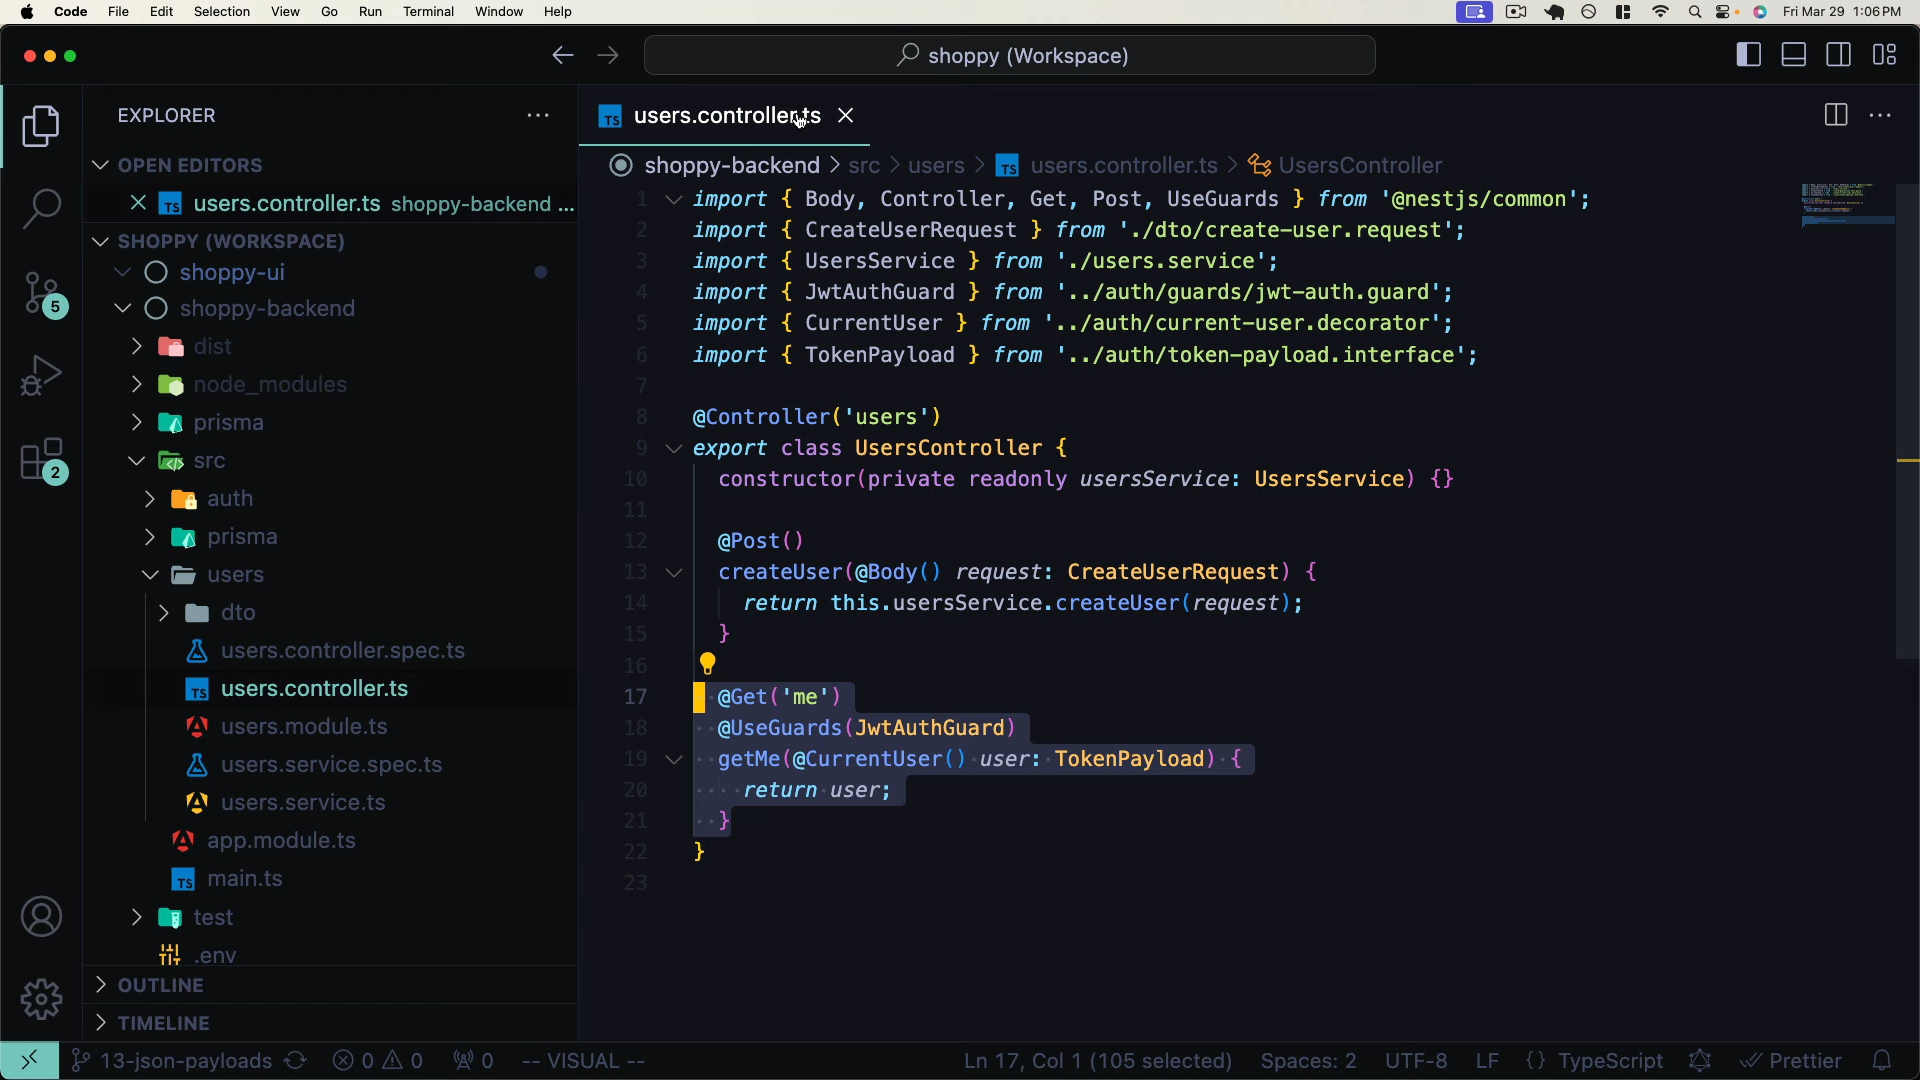 Code File Edit Selection View Go Run Terminal Window Help Fri Mar 29 1:06 PM
shoppy (Workspace)
EXPLORER
OPEN EDITORS
TS users.controller.ts shoppy-backend ...
SHOPPY (WORKSPACE)
shoppy-ui
shoppy-backend
dist
node_modules
prisma
src
auth
prisma
users
dto
users.controller.spec.ts
TS users.controller.ts
users.module.ts
users.service.spec.ts
users.service.ts
app.module.ts
TS main.ts
test
.env
OUTLINE
TIMELINE
5
2
TS users.controller.ts
shoppy-backend > src > users > TS users.controller.ts > UsersController
1 import { Body, Controller, Get, Post, UseGuards } from '@nestjs/common';
2 import { CreateUserRequest } from './dto/create-user.request';
3 import { UsersService } from './users.service';
4 import { JwtAuthGuard } from '../auth/guards/jwt-auth.guard';
5 import { CurrentUser } from '../auth/current-user.decorator';
6 import { TokenPayload } from '../auth/token-payload.interface';
7
8 @Controller('users')
9 export class UsersController {
10 constructor(private readonly usersService: UsersService) {}
11
12 @Post()
13 createUser(@Body() request: CreateUserRequest) {
14 return this.usersService.createUser(request);
15 }
16
17 @Get('me')
18 @UseGuards(JwtAuthGuard)
19 getMe(@CurrentUser() user: TokenPayload) {
20 return user;
21 }
22 }
23
13-json-payloads 0 0 0 -- VISUAL -- Ln 17, Col 1 (105 selected) Spaces: 2 UTF-8 LF {} TypeScript Prettier